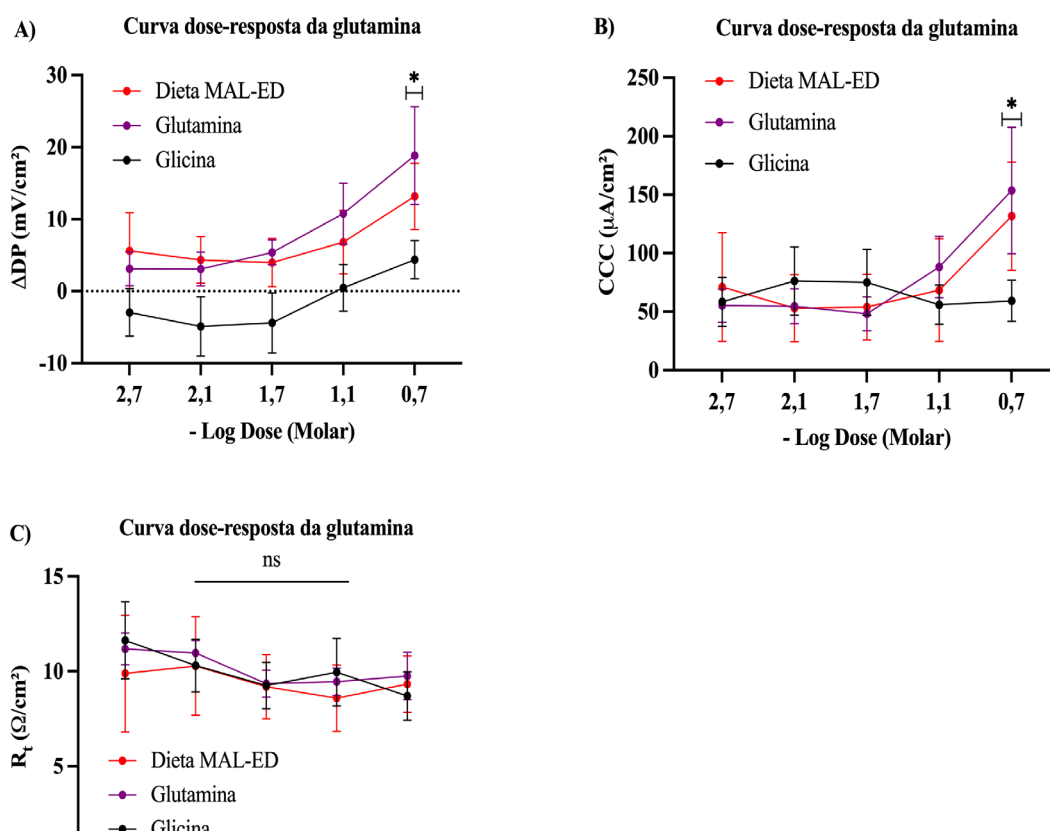 A)
Curva dose-resposta da glutamina
ΔDP (mV/cm²)
30
20
10
0
-10
Dieta MAL-ED
Glutamina
Glicina
*
2,7 2,1 1,7 1,1 0,7
- Log Dose (Molar)
B)
Curva dose-resposta da glutamina
CCC (µA/cm²)
250
200
150
100
50
0
Dieta MAL-ED
Glutamina
Glicina
*
2,7 2,1 1,7 1,1 0,7
- Log Dose (Molar)
C)
Curva dose-resposta da glutamina
ns
Rt (Ω/cm²)
15
10
5
Dieta MAL-ED
Glutamina
Glicina